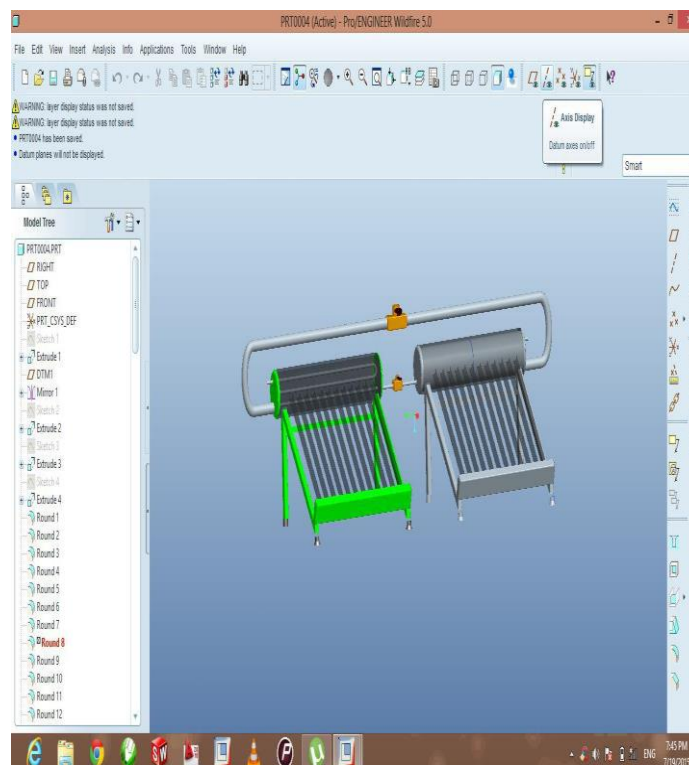 PRT0004 (Active) - Pro/ENGINEER Wildfire 5.0
File Edit View Insert Analysis Info Applications Tools Window Help
WARNING: layer display status was not saved.
WARNING: layer display status was not saved.
PRT0004 has been saved.
Datum planes will not be displayed.
Axis Display
Datum axes on/off
Smart
Model Tree
PRT0004.PRT
RIGHT
TOP
FRONT
PRT_CSYS_DEF
Sketch 1
Extrude 1
DTM1
Mirror 1
Sketch 2
Extrude 2
Sketch 3
Extrude 3
Sketch 4
Extrude 4
Round 1
Round 2
Round 3
Round 4
Round 5
Round 6
Round 7
Round 8
Round 9
Round 10
Round 11
Round 12
ENG
7:45 PM